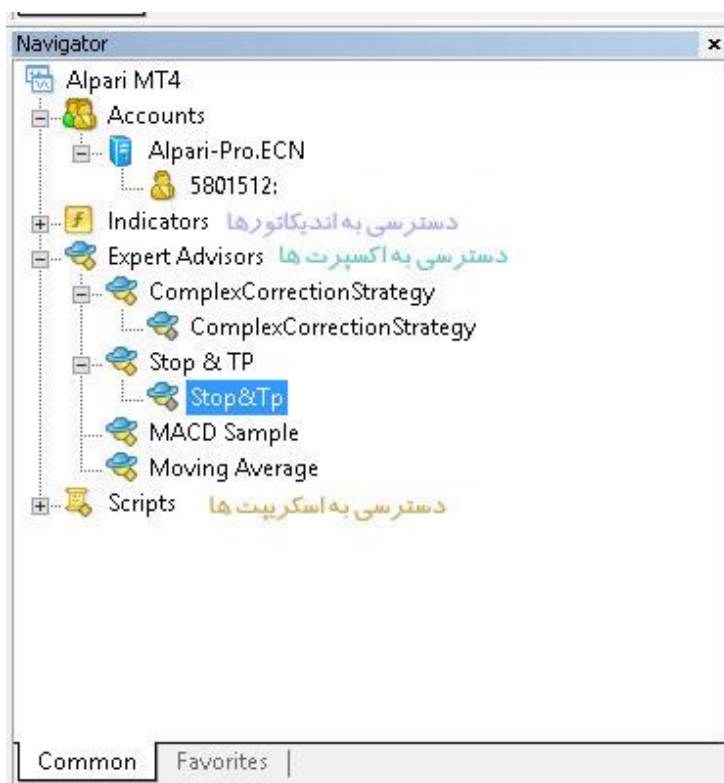 Navigator
Alpari MT4
Accounts
Alpari-Pro.ECN
5801512:
Indicators دسترسی به اندیکاتورها
Expert Advisors دسترسی به اکسپرت ها
ComplexCorrectionStrategy
ComplexCorrectionStrategy
Stop & TP
Stop&Tp
MACD Sample
Moving Average
Scripts دسترسی به اسکریپت ها
Common Favorites